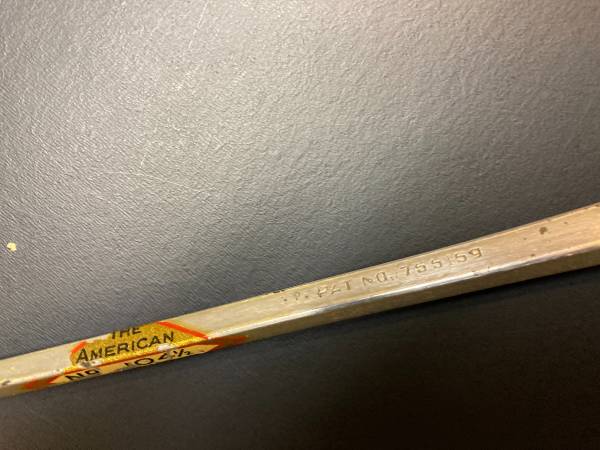 THE
AMERICAN
No. 104½
PAT NO. 755159